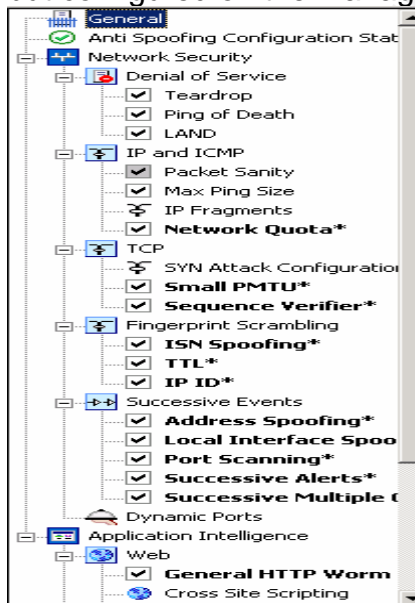 General
Anti Spoofing Configuration Stat
Network Security
Denial of Service
Teardrop
Ping of Death
LAND
IP and ICMP
Packet Sanity
Max Ping Size
IP Fragments
Network Quota*
TCP
SYN Attack Configuration
Small PMTU*
Sequence Verifier*
Fingerprint Scrambling
ISN Spoofing*
TTL*
IP ID*
Successive Events
Address Spoofing*
Local Interface Spoo
Port Scanning*
Successive Alerts*
Successive Multiple
Dynamic Ports
Application Intelligence
Web
General HTTP Worm
Cross Site Scripting